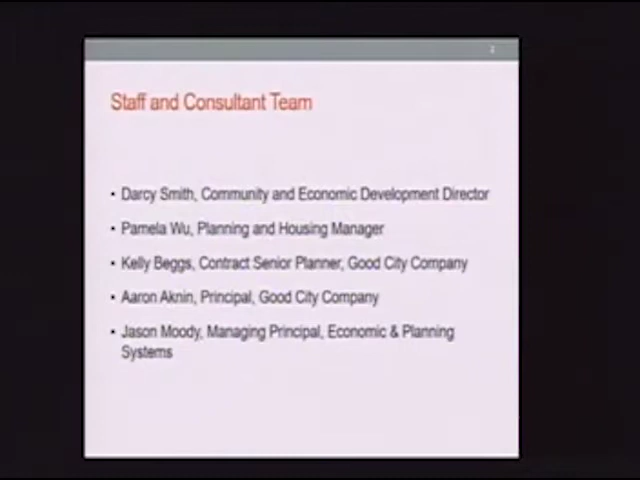 2
Staff and Consultant Team
• Darcy Smith, Community and Economic Development Director
• Pamela Wu, Planning and Housing Manager
• Kelly Beggs, Contract Senior Planner, Good City Company
• Aaron Aknin, Principal, Good City Company
• Jason Moody, Managing Principal, Economic & Planning
Systems